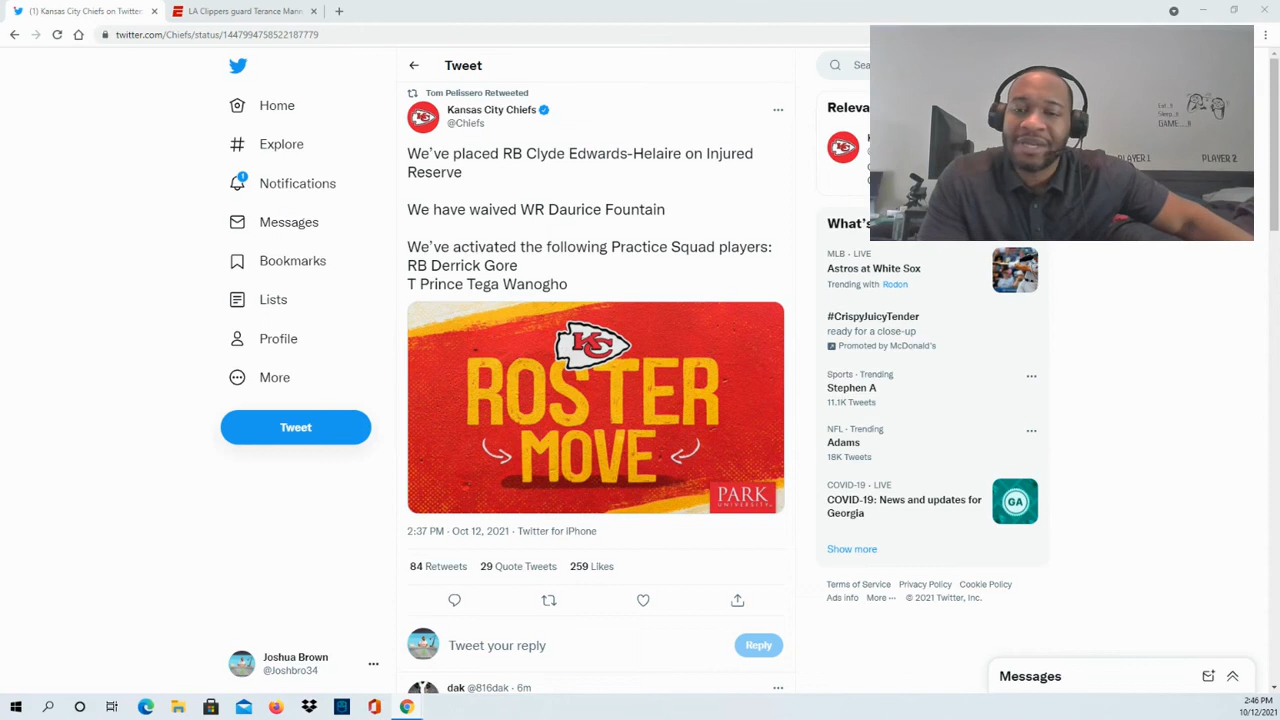 (1) Kansas City Chiefs on Twitter
LA Clippers guard Terance Mann
twitter.com/Chiefs/status/1447994758522187779
Tweet
Sea
Home
Explore
1
Notifications
Messages
Bookmarks
Lists
Profile
More
Tweet
Joshua Brown
@Joshbro34
Tom Pelissero Retweeted
Kansas City Chiefs
@Chiefs
We've placed RB Clyde Edwards-Helaire on Injured
Reserve
We have waived WR Daurice Fountain
We've activated the following Practice Squad players:
RB Derrick Gore
T Prince Tega Wanogho
KC
ROSTER
MOVE
PARK
UNIVERSITY
2:37 PM · Oct 12, 2021 · Twitter for iPhone
84 Retweets 29 Quote Tweets 259 Likes
Tweet your reply
Reply
dak @816dak · 6m
Releva
PLAYER 1
PLAYER 2
GAME
What's
MLB · LIVE
Astros at White Sox
Trending with Rodon
#CrispyJuicyTender
ready for a close-up
Promoted by McDonald's
Sports · Trending
Stephen A
11.1K Tweets
NFL · Trending
Adams
18K Tweets
COVID-19 · LIVE
COVID-19: News and updates for
Georgia
GA
Show more
Terms of Service Privacy Policy Cookie Policy
Ads info More ··· © 2021 Twitter, Inc.
Messages
2:46 PM
10/12/2021